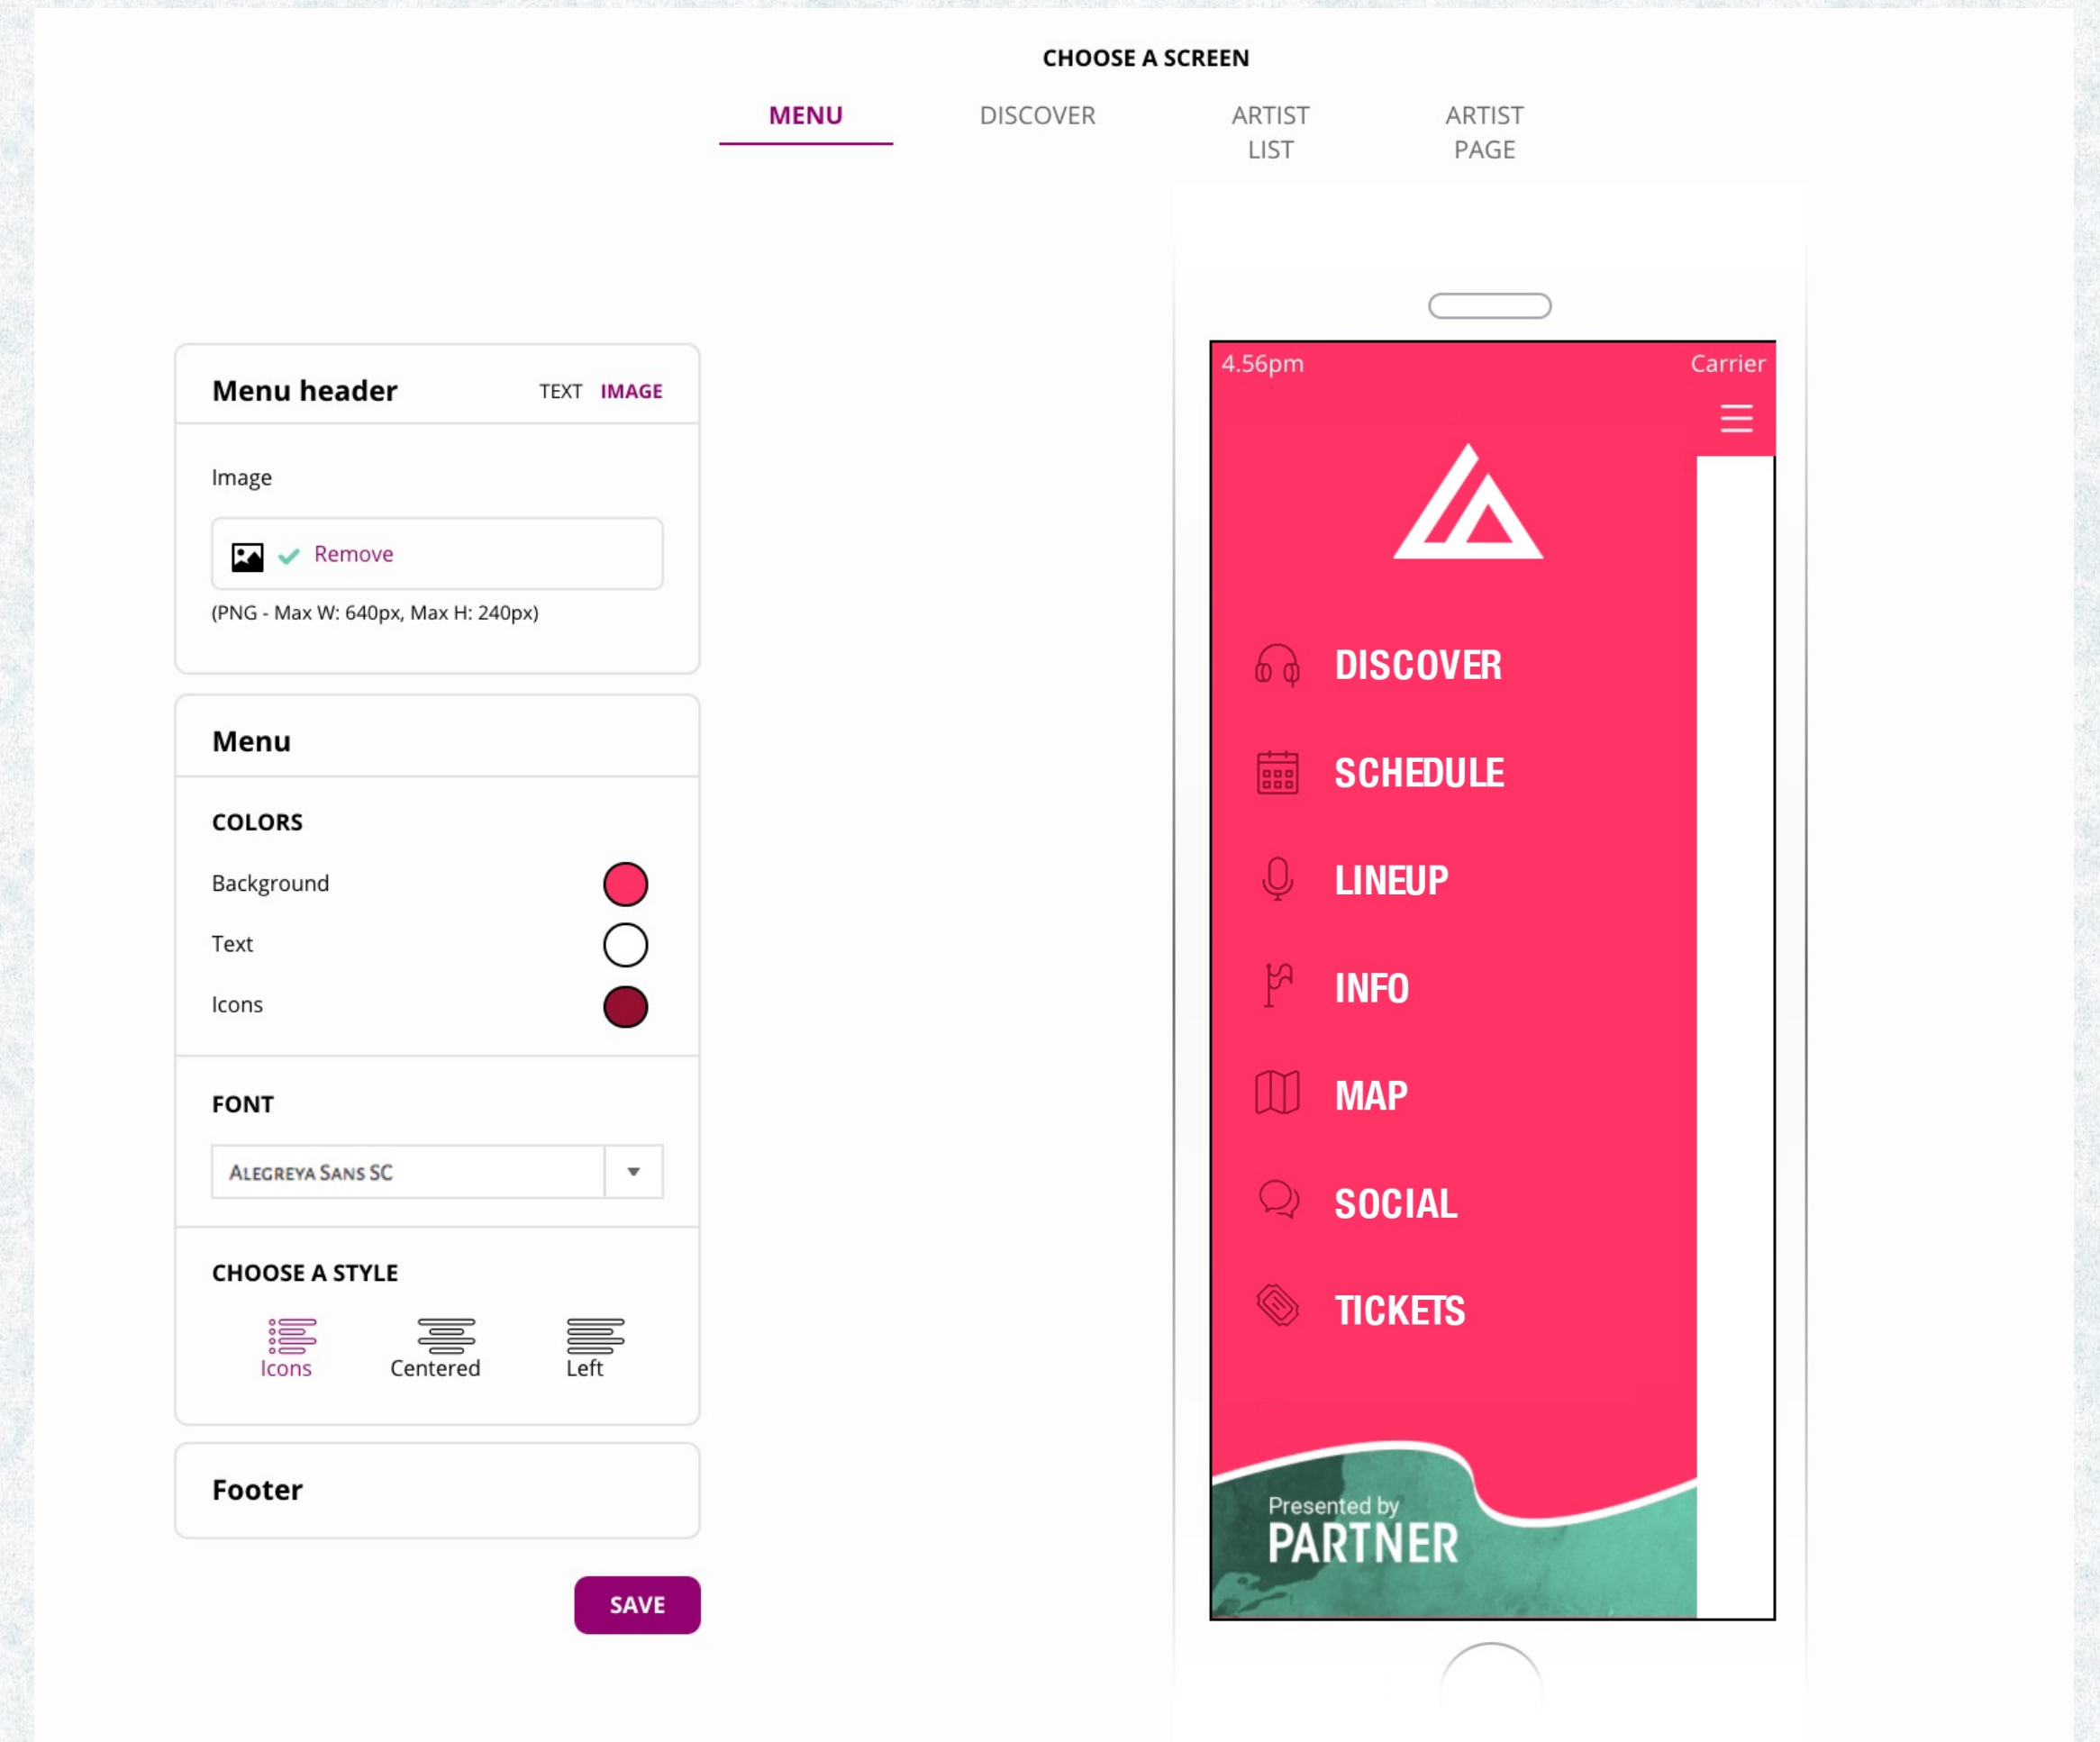 CHOOSE A SCREEN
MENU
DISCOVER
ARTIST
LIST
ARTIST
PAGE
Menu header
TEXT IMAGE
Image
Remove
(PNG - Max W: 640px, Max H: 240px)
Menu
COLORS
Background
Text
Icons
FONT
ALEGREYA SANS SC
CHOOSE A STYLE
Icons
Centered
Left
Footer
SAVE
4.56pm
Carrier
DISCOVER
SCHEDULE
LINEUP
INFO
MAP
SOCIAL
TICKETS
Presented by
PARTNER